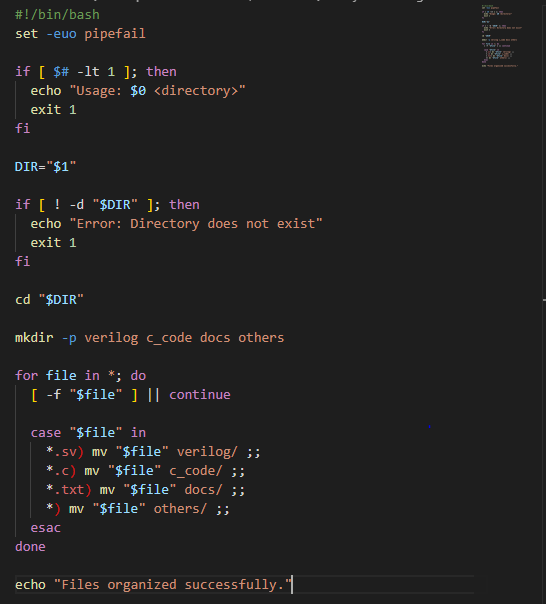 #!/bin/bash
set -euo pipefail

if [ $# -lt 1 ]; then
  echo "Usage: $0 <directory>"
  exit 1
fi

DIR="$1"

if [ ! -d "$DIR" ]; then
  echo "Error: Directory does not exist"
  exit 1
fi

cd "$DIR"

mkdir -p verilog c_code docs others

for file in *; do
  [ -f "$file" ] || continue

  case "$file" in
    *.sv) mv "$file" verilog/ ;;
    *.c) mv "$file" c_code/ ;;
    *.txt) mv "$file" docs/ ;;
    *) mv "$file" others/ ;;
  esac
done

echo "Files organized successfully."